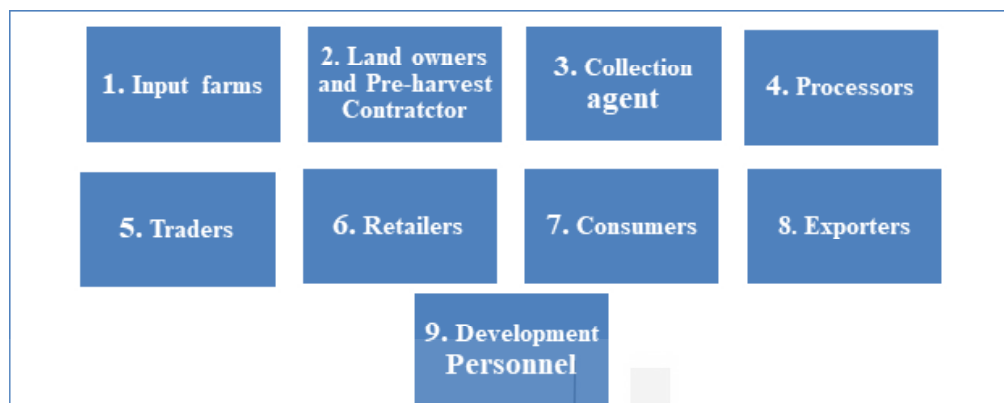 1. Input farms
2. Land owners
and Pre-harvest
Contratctor
3. Collection
agent
4. Processors
5. Traders
6. Retailers
7. Consumers
8. Exporters
9. Development
Personnel